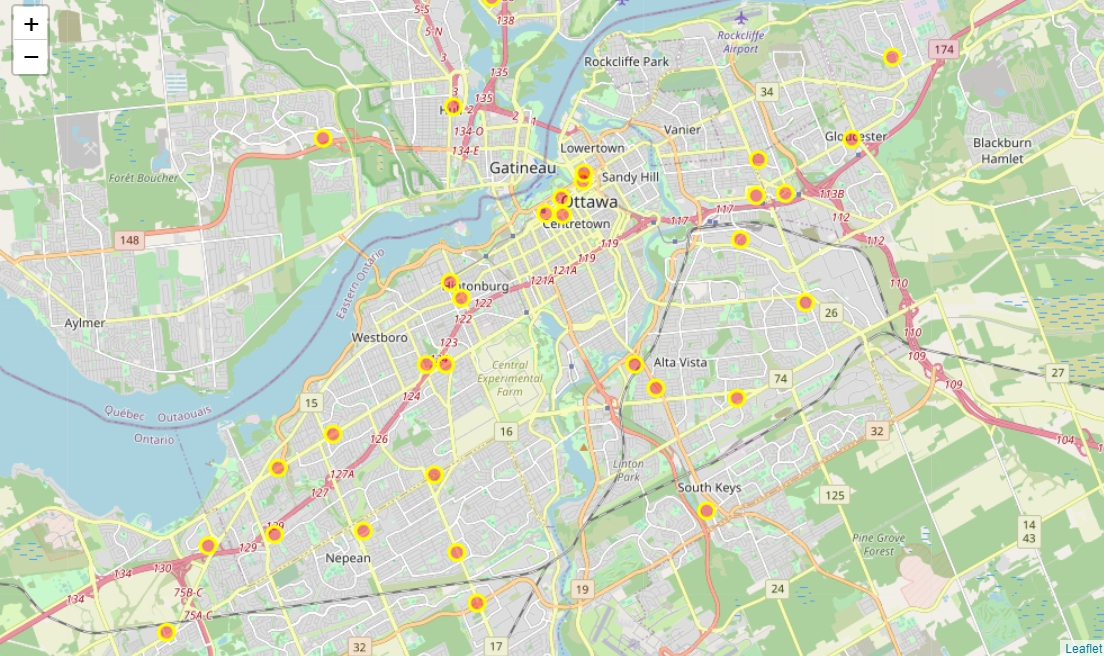 +
−
5-5
138
5 N
174
Rockcliffe
Airport
Rockcliffe Park
3
135
34
3
135
2
1
134-O
134-E
Vanier
Gloucester
Lowertown
Blackburn
Hamlet
Gatineau
Sandy Hill
Forêt Boucher
113B
Ottawa
117
117
112
Centretown
148
119
112
119
121A
Eastern Ontario
121A
110
122
26
122
Aylmer
Westboro
123
110
109
Alta Vista
Central
Experimental
Farm
27
74
109
124
15
Québec
Outaouais
Ontario
126
16
32
104
127A
Linton
Park
127
South Keys
125
14
43
129
129
Pine Grove
Forest
Nepean
134
130
75B-C
19
24
134
75A-C
32
17
Leaflet